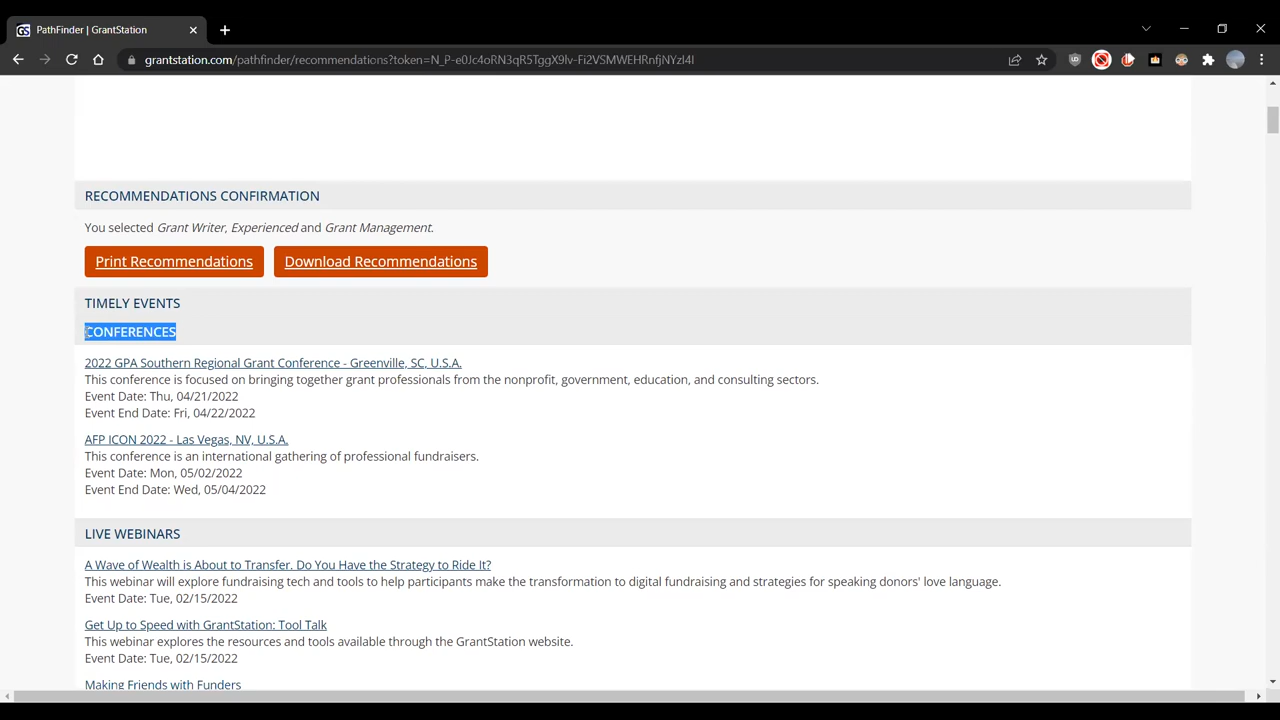 PathFinder | GrantStation
grantstation.com/pathfinder/recommendations?token=N_P-e0Jc4oRN3qR5TggX9lv-Fi2VSMWEHRnfjNYzl4I
RECOMMENDATIONS CONFIRMATION
You selected Grant Writer, Experienced and Grant Management.
Print Recommendations Download Recommendations
TIMELY EVENTS
CONFERENCES
2022 GPA Southern Regional Grant Conference - Greenville, SC, U.S.A.
This conference is focused on bringing together grant professionals from the nonprofit, government, education, and consulting sectors.
Event Date: Thu, 04/21/2022
Event End Date: Fri, 04/22/2022
AFP ICON 2022 - Las Vegas, NV, U.S.A.
This conference is an international gathering of professional fundraisers.
Event Date: Mon, 05/02/2022
Event End Date: Wed, 05/04/2022
LIVE WEBINARS
A Wave of Wealth is About to Transfer. Do You Have the Strategy to Ride It?
This webinar will explore fundraising tech and tools to help participants make the transformation to digital fundraising and strategies for speaking donors' love language.
Event Date: Tue, 02/15/2022
Get Up to Speed with GrantStation: Tool Talk
This webinar explores the resources and tools available through the GrantStation website.
Event Date: Tue, 02/15/2022
Making Friends with Funders